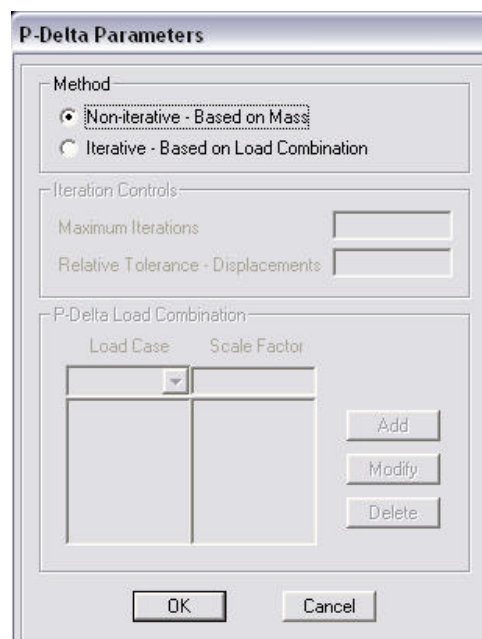 P-Delta Parameters
Method
Non-iterative - Based on Mass
Iterative - Based on Load Combination
Iteration Controls
Maximum Iterations
Relative Tolerance - Displacements
P-Delta Load Combination
Load Case Scale Factor
Add
Modify
Delete
OK Cancel